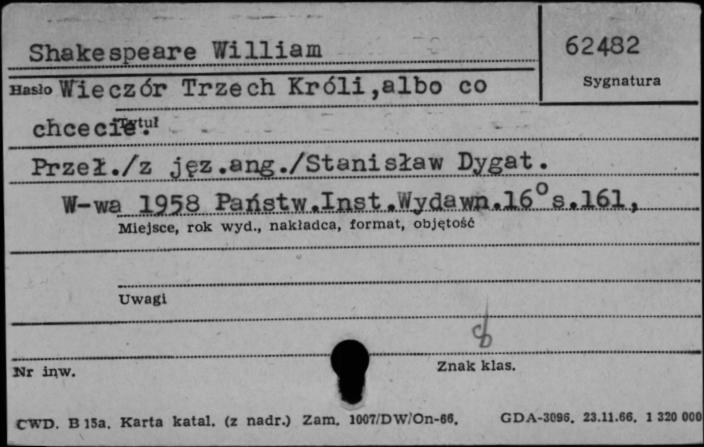 Shakespeare William
62482
Hasło Wieczór Trzech Króli,albo co
Sygnatura
chcecie.
Tytuł
Przeł./z jęz.ang./Stanisław Dygat.
W-wa 1958 Państw.Inst.Wydawn.16° s.161,
Miejsce, rok wyd., nakładca, format, objętość
Uwagi
Nr inw.
Znak klas.
CWD. B 15a. Karta katal. (z nadr.) Zam. 1007/DW/On-66. GDA-3096. 23.11.66. 1 320 000